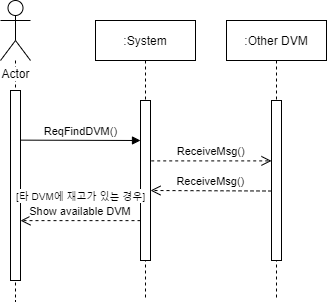 :System
:Other DVM
Actor
ReqFindDVM()
ReceiveMsg()
ReceiveMsg()
[타 DVM에 재고가 있는 경우]
Show available DVM